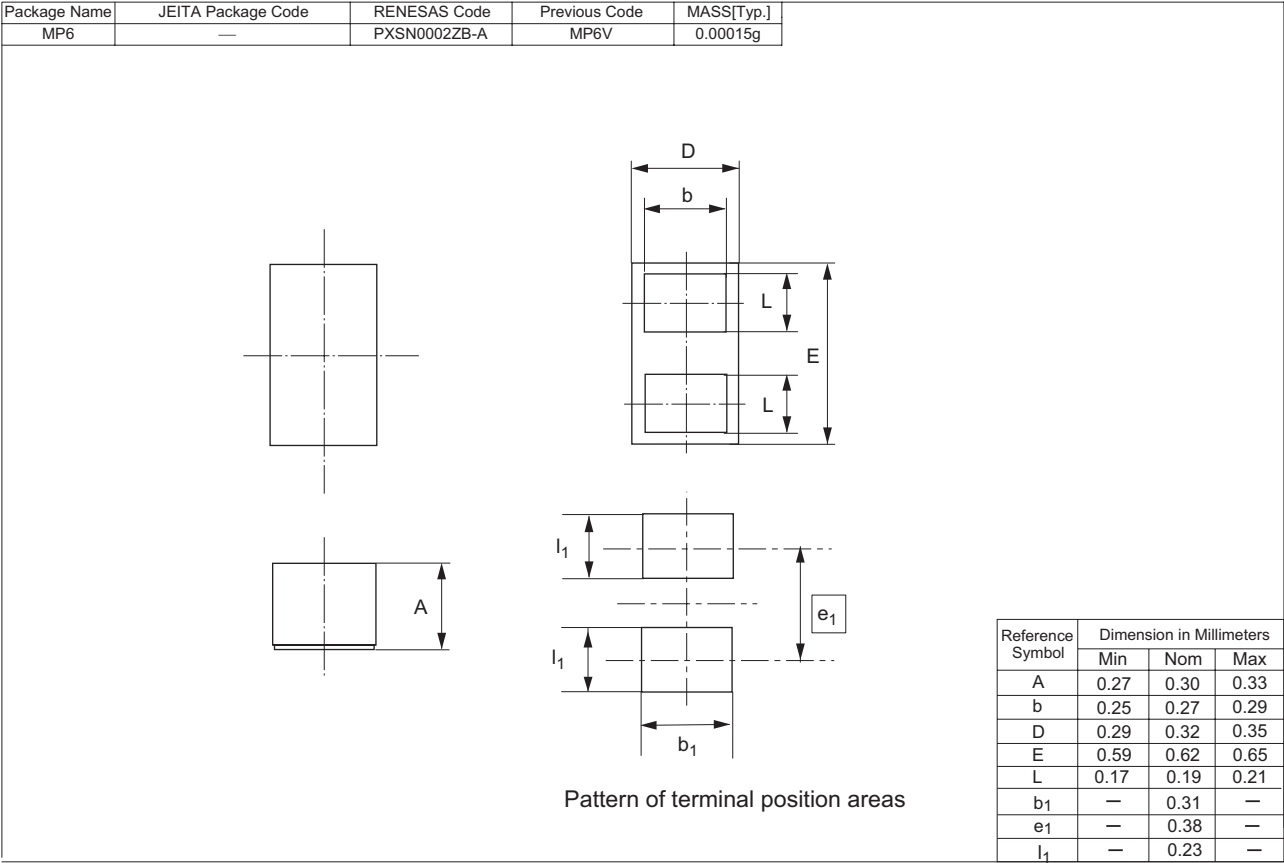 Package Name JEITA Package Code RENESAS Code Previous Code MASS[Typ.]
MP6 — PXSN0002ZB-A MP6V 0.00015g
D
b
L
E
L
A
l1
e1
l1
b1
Pattern of terminal position areas
Reference Symbol Dimension in Millimeters
Min Nom Max
A 0.27 0.30 0.33
b 0.25 0.27 0.29
D 0.29 0.32 0.35
E 0.59 0.62 0.65
L 0.17 0.19 0.21
b1 — 0.31 —
e1 — 0.38 —
l1 — 0.23 —